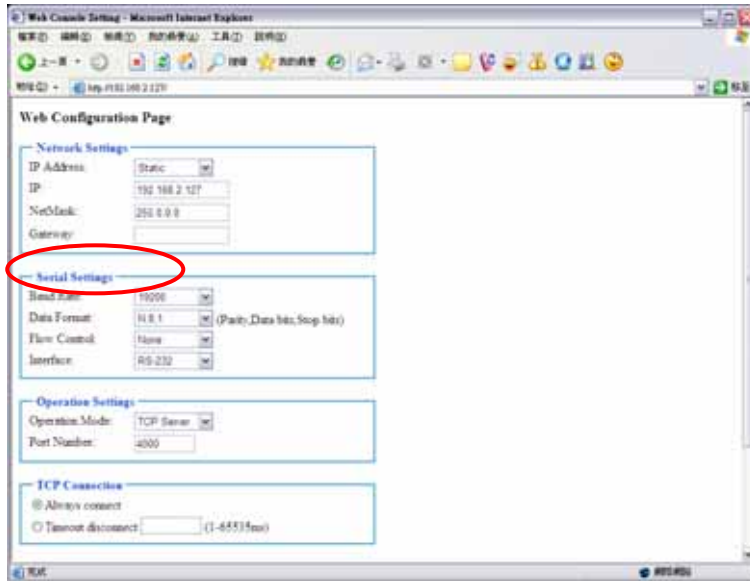 Web Console Setting - Microsoft Internet Explorer
Web Configuration Page
Network Settings
IP Address: Static
IP: 192.168.2.127
NetMask: 255.0.0.0
Gateway:
Serial Settings
Baud Rate: 19200
Data Format: N,8,1 (Parity,Data bits,Stop bits)
Flow Control: None
Interface: RS-232
Operation Settings
Operation Mode: TCP Server
Port Number: 4000
TCP Connection
Always connect
Timeout disconnect (1-65535ms)